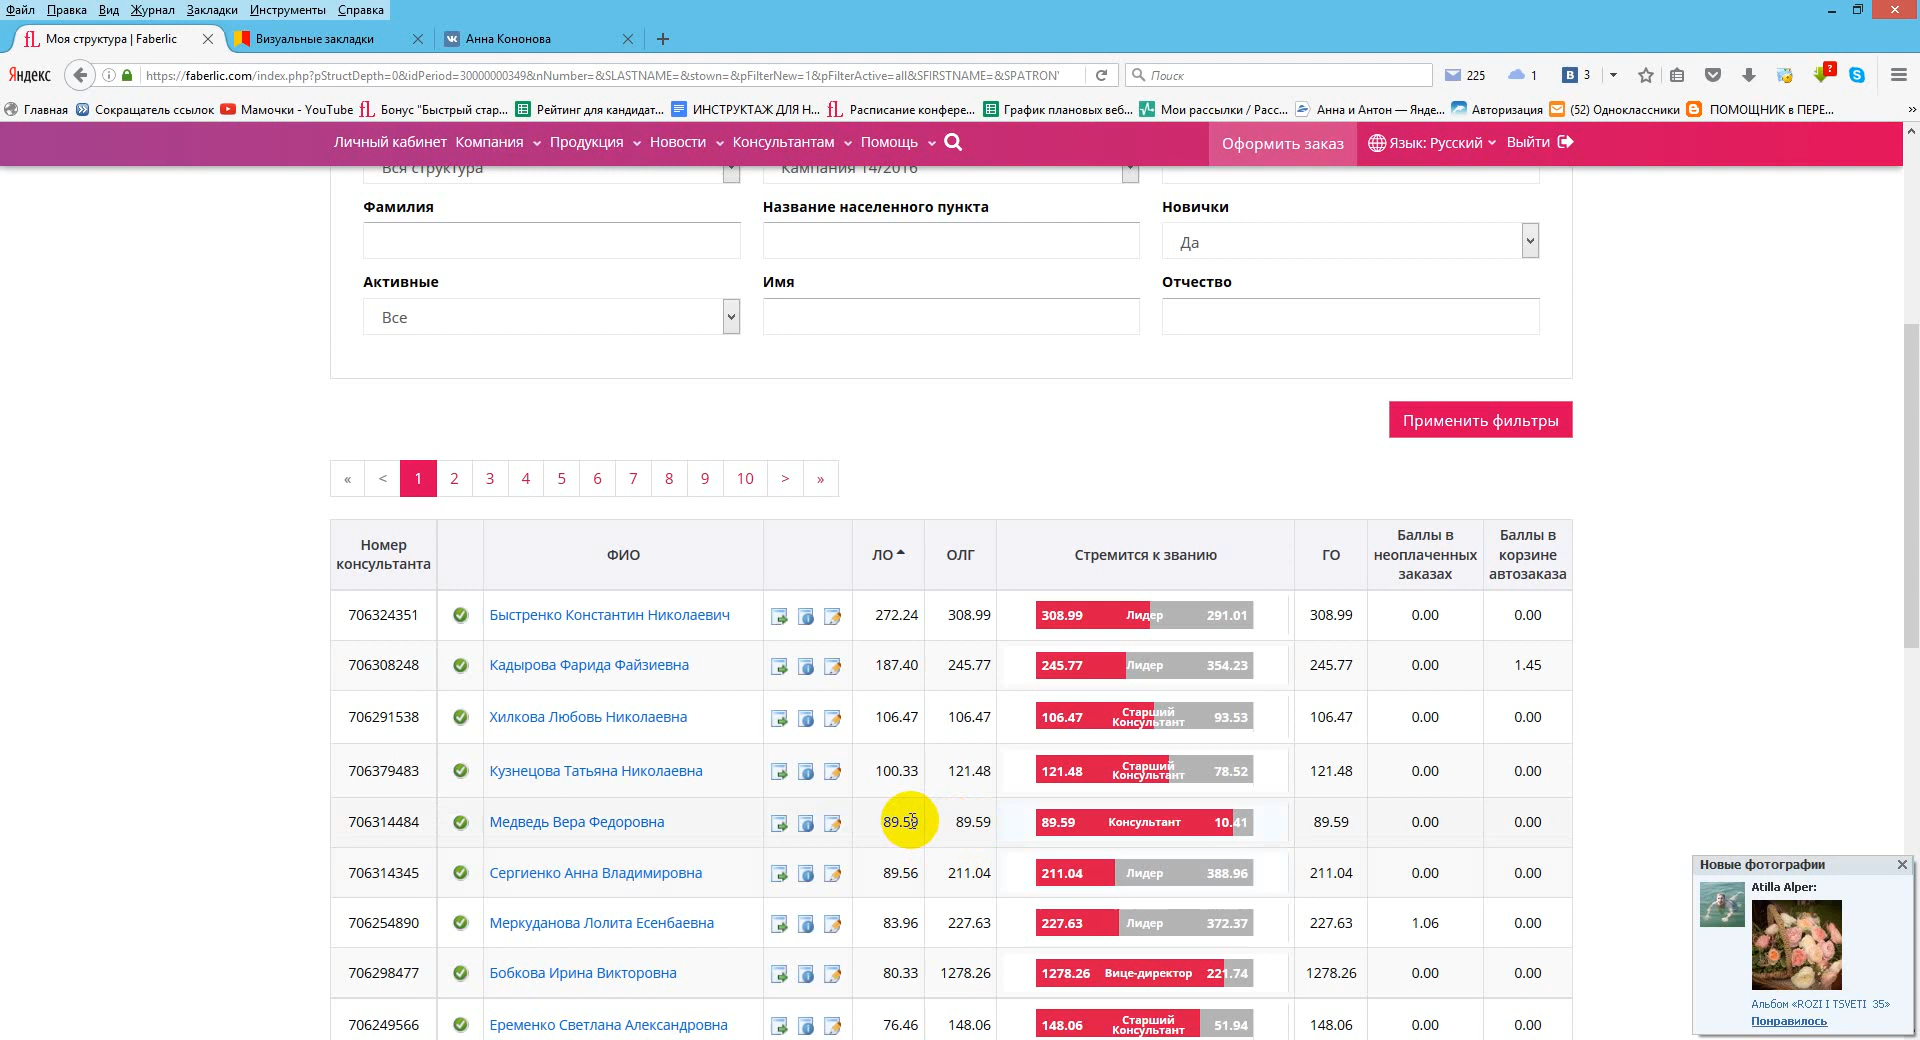 Файл Правка Вид Журнал Закладки Инструменты Справка
Моя структура | Faberlic Визуальные закладки Анна Кононова
Яндекс https://faberlic.com/index.php?pStructDepth=0&idPeriod=30000000349&nNumber=&SLASTNAME=&stown=&pFilterNew=1&pFilterActive=all&SFIRSTNAME=&SPATRON' Поиск 225 1 B 3
Главная Сокращатель ссылок Мамочки - YouTube Бонус "Быстрый стар... Рейтинг для кандидат... ИНСТРУКТАЖ ДЛЯ Н... Расписание конфере... График плановых веб... Мои рассылки / Расс... Анна и Антон — Янде... Авторизация (52) Одноклассники ПОМОЩНИК в ПЕРЕ... »
Личный кабинет Компания Продукция Новости Консультантам Помощь Оформить заказ Язык: Русский Выйти
Вся структура Кампания 14/2016
Фамилия Название населенного пункта Новички
Да
Активные Имя Отчество
Все
Применить фильтры
« < 1 2 3 4 5 6 7 8 9 10 > »
Номер консультанта ФИО ЛО ОЛГ Стремится к званию ГО Баллы в неоплаченных заказах Баллы в корзине автозаказа
706324351 Быстренко Константин Николаевич 272.24 308.99 308.99 Лидер 291.01 308.99 0.00 0.00
706308248 Кадырова Фарида Файзиевна 187.40 245.77 245.77 Лидер 354.23 245.77 0.00 1.45
706291538 Хилкова Любовь Николаевна 106.47 106.47 106.47 Старший Консультант 93.53 106.47 0.00 0.00
706379483 Кузнецова Татьяна Николаевна 100.33 121.48 121.48 Старший Консультант 78.52 121.48 0.00 0.00
706314484 Медведь Вера Федоровна 89.59 89.59 89.59 Консультант 10.41 89.59 0.00 0.00
706314345 Сергиенко Анна Владимировна 89.56 211.04 211.04 Лидер 388.96 211.04 0.00 0.00
706254890 Меркуданова Лолита Есенбаевна 83.96 227.63 227.63 Лидер 372.37 227.63 1.06 0.00
706298477 Бобкова Ирина Викторовна 80.33 1278.26 1278.26 Вице-директор 221.74 1278.26 0.00 0.00
706249566 Еременко Светлана Александровна 76.46 148.06 148.06 Старший Консультант 51.94 148.06 0.00 0.00
Новые фотографии
Atilla Alper:
Альбом «ROZI I TSVETI 35»
Понравилось